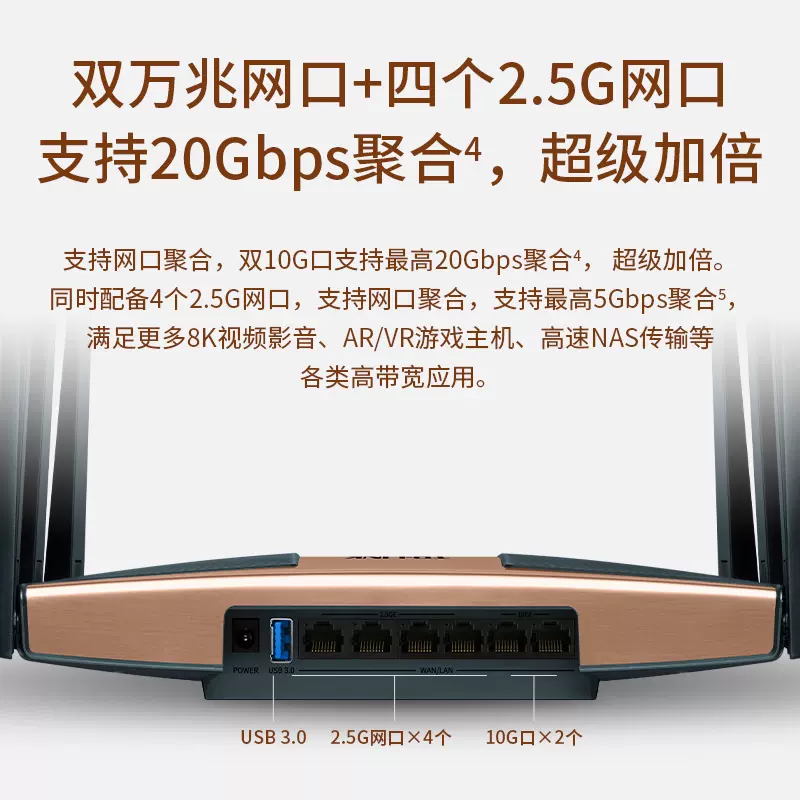 双万兆网口+四个2.5G网口
支持20Gbps聚合4，超级加倍
支持网口聚合，双10G口支持最高20Gbps聚合4， 超级加倍。
同时配备4个2.5G网口，支持网口聚合，支持最高5Gbps聚合5，
满足更多8K视频影音、AR/VR游戏主机、高速NAS传输等
各类高带宽应用。
POWER
USB 3.0
WAN/LAN
USB 3.0
2.5G网口×4个
10G口×2个